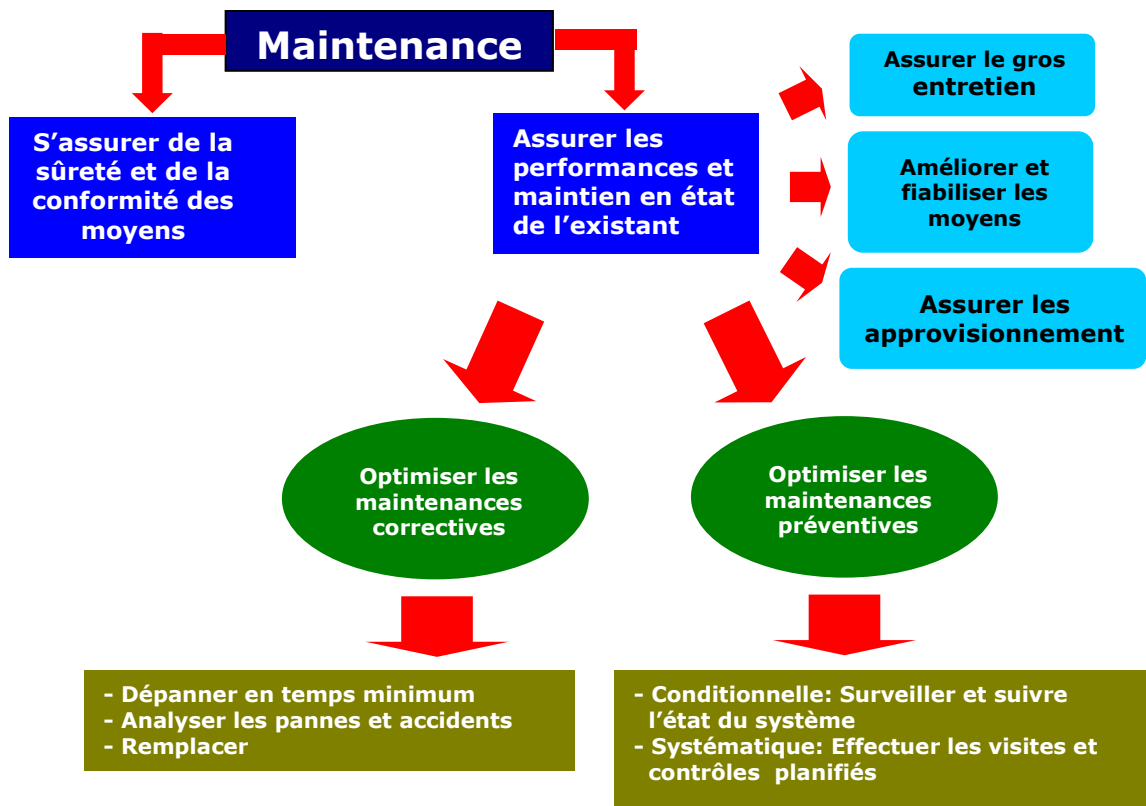 Maintenance
S'assurer de la
sûreté et de la
conformité des
moyens
Assurer les
performances et
maintien en état
de l'existant
Assurer le gros
entretien
Améliorer et
fiabiliser les
moyens
Assurer les
approvisionnement
Optimiser les
maintenances
correctives
Optimiser les
maintenances
préventives
- Dépanner en temps minimum
- Analyser les pannes et accidents
- Remplacer
- Conditionnelle: Surveiller et suivre
l'état du système
- Systématique: Effectuer les visites et
contrôles planifiés